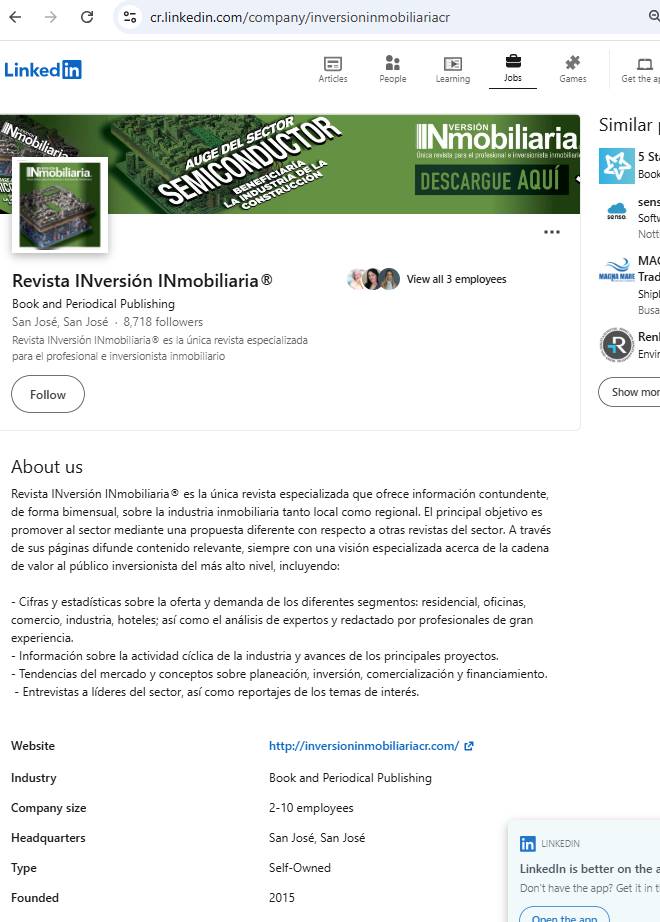 cr.linkedin.com/company/inversioninmobiliariacr
Linked in
Articles
People
Learning
Jobs
Games
Get the
INmobiliaria
AUGE DEL SECTOR
SEMICONDUCTOR
BENEFICIARÍA
LA INDUSTRIA DE LA
CONSTRUCCIÓN
INVERSIÓN
INmobiliaria
Única revista para el profesional e inversionista
DESCARGUE AQUÍ
INmobiliaria
Revista INversión INmobiliaria®
View all 3 employees
Book and Periodical Publishing
San José, San José · 8,718 followers
Revista INversión INmobiliaria® es la única revista especializada
para el profesional e inversionista inmobiliario
Follow
Similar
5
Book
senso
Soft
Nott
MAGNA MARE
MAG
Trad
Ship
Busa
Ren
Envi
Show mor
About us
Revista INversión INmobiliaria® es la única revista especializada que ofrece información contundente,
de forma bimensual, sobre la industria inmobiliaria tanto local como regional. El principal objetivo es
promover al sector mediante una propuesta diferente con respecto a otras revistas del sector. A través
de sus páginas difunde contenido relevante, siempre con una visión especializada acerca de la cadena
de valor al público inversionista del más alto nivel, incluyendo:
- Cifras y estadísticas sobre la oferta y demanda de los diferentes segmentos: residencial, oficinas,
comercio, industria, hoteles; así como el análisis de expertos y redactado por profesionales de gran
experiencia.
- Información sobre la actividad cíclica de la industria y avances de los principales proyectos.
- Tendencias del mercado y conceptos sobre planeación, inversión, comercialización y financiamiento.
- Entrevistas a líderes del sector, así como reportajes de los temas de interés.
Website
http://inversioninmobiliariacr.com/
Industry
Book and Periodical Publishing
Company size
2-10 employees
Headquarters
San José, San José
Type
Self-Owned
Founded
2015
in LINKEDIN
LinkedIn is better on the a
Don't have the app? Get it in t
Open the app